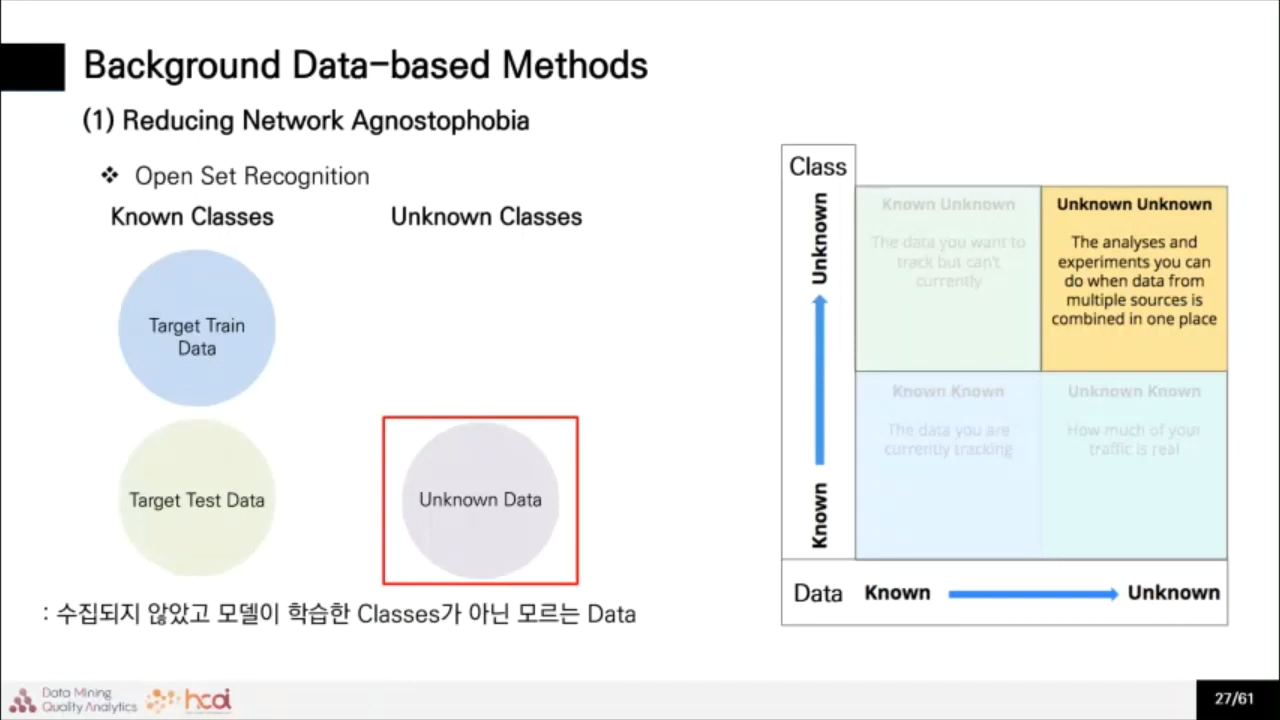 Background Data-based Methods
(1) Reducing Network Agnostophobia
❖ Open Set Recognition
Known Classes
Unknown Classes
Target Train
Data
Target Test Data
Unknown Data
: 수집되지 않았고 모델이 학습한 Classes가 아닌 모르는 Data
Class
Unknown
Known
Known Unknown
The data you want to
track but can't
currently
Unknown Unknown
The analyses and
experiments you can
do when data from
multiple sources is
combined in one place
Known Known
The data you are
currently tracking
Unknown Known
How much of your
traffic is real
Data Known Unknown
Data Mining
Quality Analytics
hcai
27/61